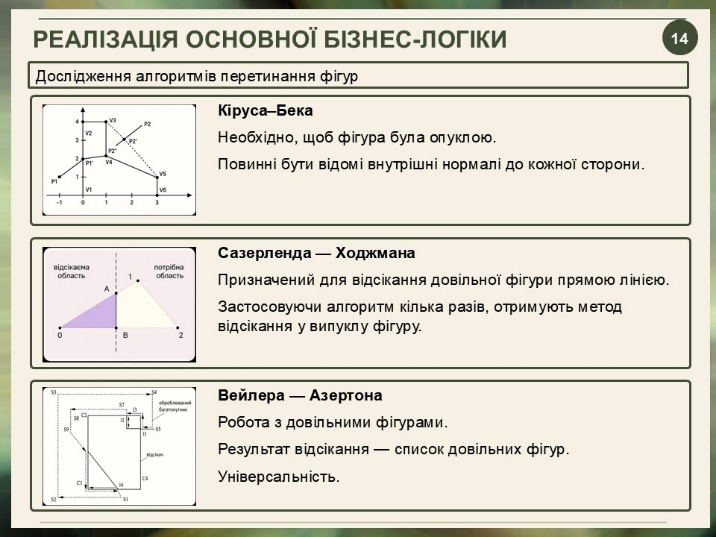 РЕАЛІЗАЦІЯ ОСНОВНОЇ БІЗНЕС-ЛОГІКИ
14
Дослідження алгоритмів перетинання фігур
Кіруса–Бека
Необхідно, щоб фігура була опуклою.
Повинні бути відомі внутрішні нормалі до кожної сторони.
4
V3
P2
3
V2
P2'
P2"
2
P1'
V4
1
V5
P1
V1
V6
-1
0
1
2
3
Сазерленда — Ходжмана
Призначений для відсікання довільної фігури прямою лінією.
Застосовуючи алгоритм кілька разів, отримують метод
відсікання у випуклу фігуру.
відсікаєма
область
потрібна
область
1
A
0
B
2
Вейлера — Азертона
Робота з довільними фігурами.
Результат відсікання — список довільних фігур.
Універсальність.
S3
S4
оброблюваний
багатокутник
S7
I3
S8
C2
I2
S5
S9
I1
відсікач
C1
I4
C4
S2
S1